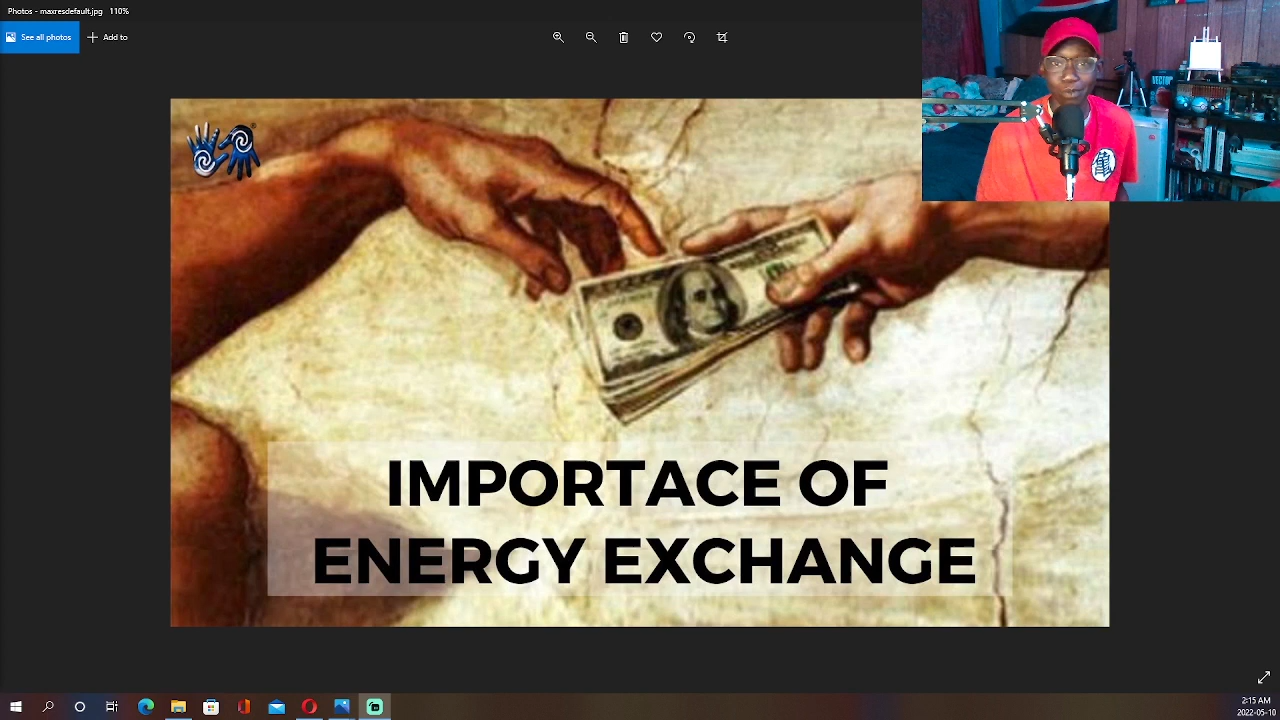 Photos - maxresdefault.jpg 110%
See all photos
Add to
VECTOR
IMPORTACE OF
ENERGY EXCHANGE
2:15 AM
2022-05-10